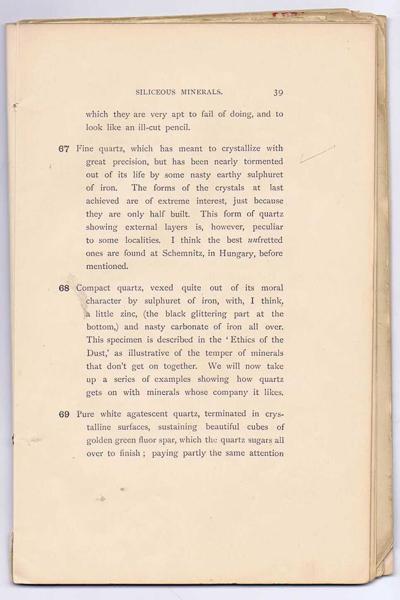 SILICEOUS MINERALS. 39
which they are very apt to fail of doing, and to
look like an ill-cut pencil.
67 Fine quartz, which has meant to crystallize with
great precision, but has been nearly tormented
out of its life by some nasty earthy sulphuret
of iron. The forms of the crystals at last
achieved are of extreme interest, just because
they are only half built. This form of quartz
showing external layers is, however, peculiar
to some localities. I think the best unfretted
ones are found at Schemnitz, in Hungary, before
mentioned.
68 Compact quartz, vexed quite out of its moral
character by sulphuret of iron, with, I think,
a little zinc, (the black glittering part at the
bottom,) and nasty carbonate of iron all over.
This specimen is described in the ‘Ethics of the
Dust,’ as illustrative of the temper of minerals
that don't get on together. We will now take
up a series of examples showing how quartz
gets on with minerals whose company it likes.
69 Pure white agatescent quartz, terminated in crys-
talline surfaces, sustaining beautiful cubes of
golden green fluor spar, which the quartz sugars all
over to finish; paying partly the same attention